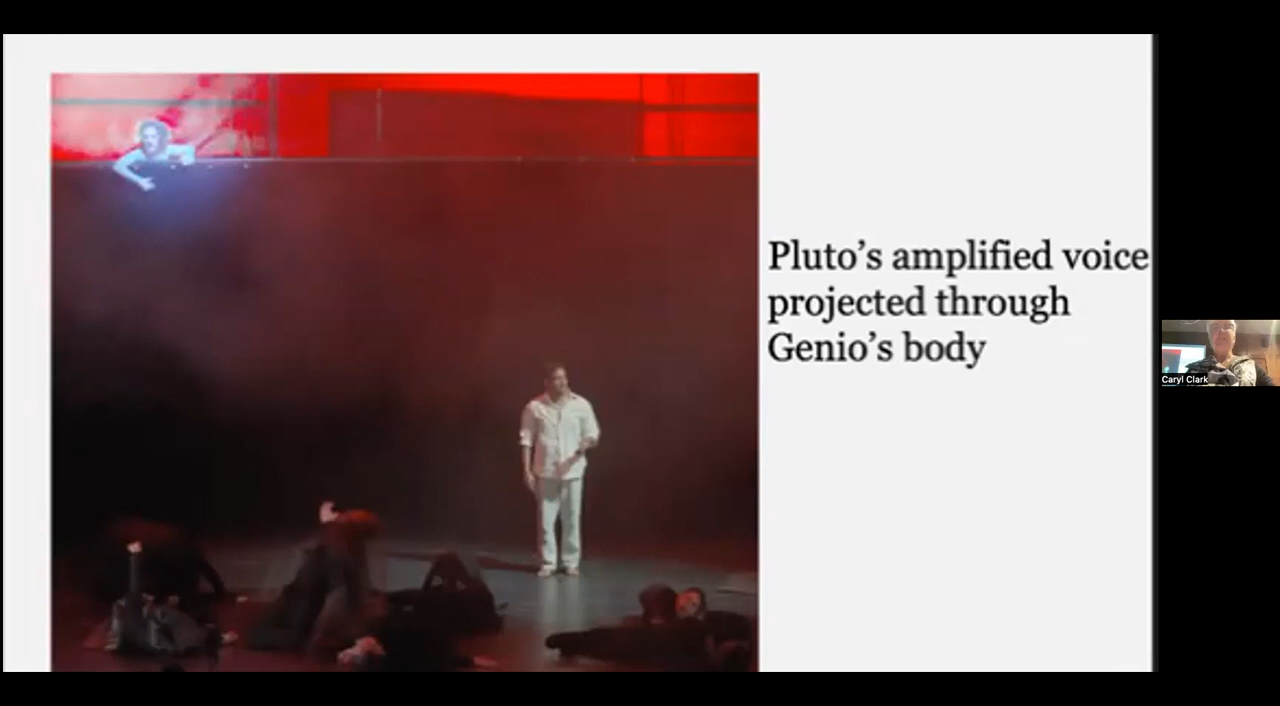 Pluto’s amplified voice
projected through
Genio’s body
Caryl Clark